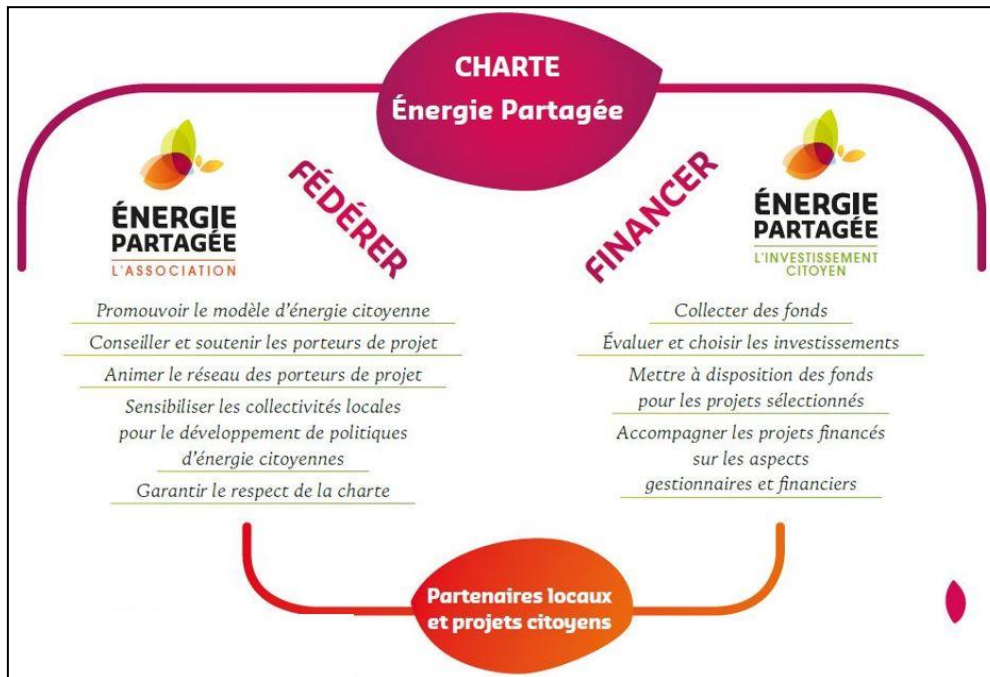 CHARTE
Énergie Partagée
FÉDÉRER
FINANCER
ÉNERGIE
PARTAGÉE
L'ASSOCIATION
Promouvoir le modèle d'énergie citoyenne
Conseiller et soutenir les porteurs de projet
Animer le réseau des porteurs de projet
Sensibiliser les collectivités locales
pour le développement de politiques
d'énergie citoyennes
Garantir le respect de la charte
ÉNERGIE
PARTAGÉE
L'INVESTISSEMENT
CITOYEN
Collecter des fonds
Évaluer et choisir les investissements
Mettre à disposition des fonds
pour les projets sélectionnés
Accompagner les projets financés
sur les aspects
gestionnaires et financiers
Partenaires locaux
et projets citoyens